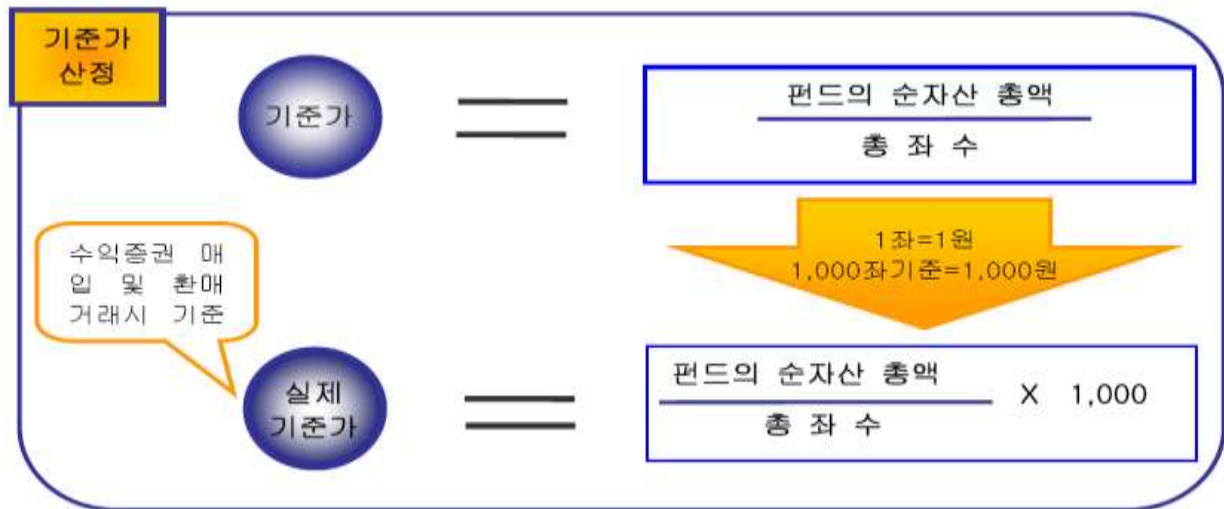 기준가
산정
기준가
펀드의 순자산 총액
총 좌 수
1좌=1원
1,000좌기준=1,000원
수익증권 매
입 및 환매
거래시 기준
실제
기준가
펀드의 순자산 총액
총 좌 수
X 1,000